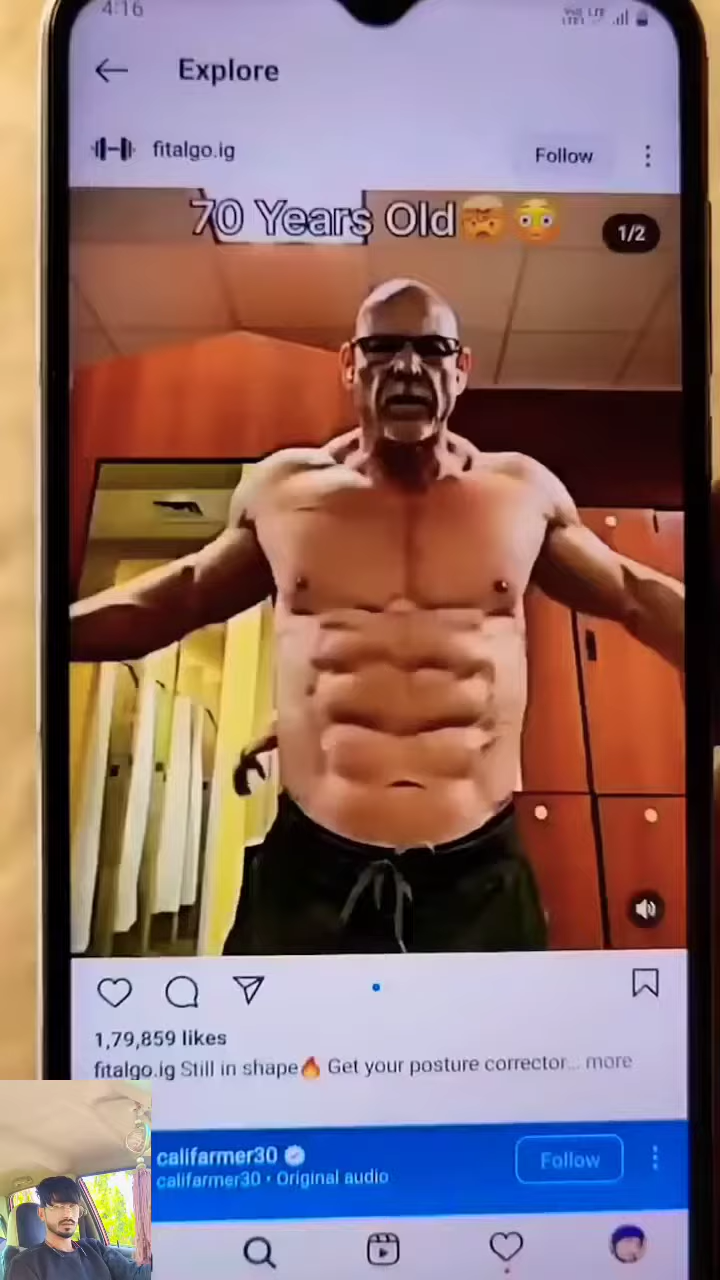 4:16
Explore
fitalgo.ig
Follow
70 Years Old🤯😳
1/2
1,79,859 likes
fitalgo.ig Still in shape🔥 Get your posture corrector... more
califarmer30
Follow
califarmer30 • Original audio